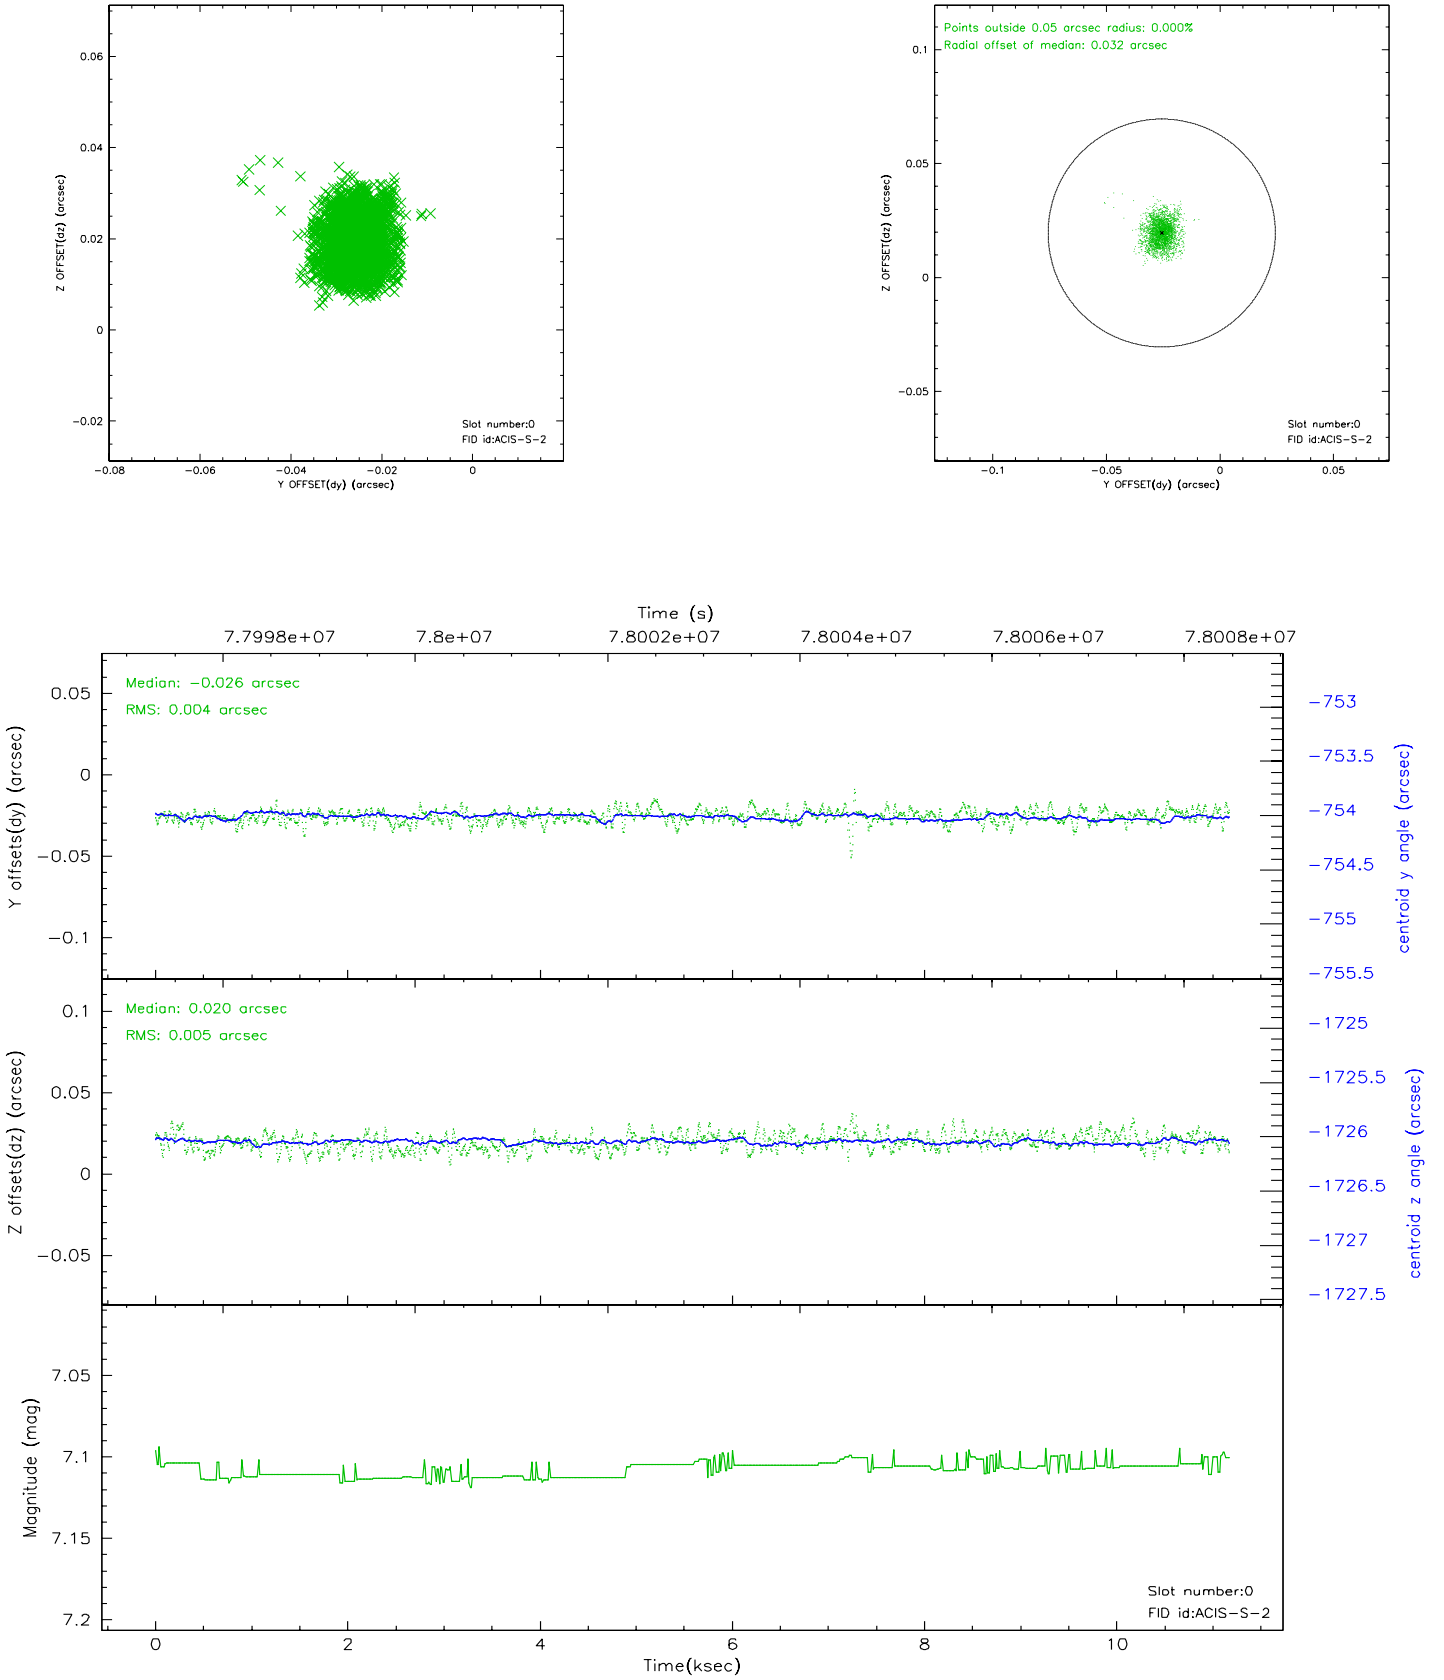 0.06
0.04
0.02
0
−0.02
Z OFFSET(dz) (arcsec)
Slot number:0
FID id:ACIS−S−2
−0.08 −0.06 −0.04 −0.02 0
Y OFFSET(dy) (arcsec)
Points outside 0.05 arcsec radius: 0.000%
Radial offset of median: 0.032 arcsec
0.1
0.05
0
−0.05
Z OFFSET(dz) (arcsec)
Slot number:0
FID id:ACIS−S−2
−0.1 −0.05 0 0.05
Y OFFSET(dy) (arcsec)
Time (s)
7.7998e+07 7.8e+07 7.8002e+07 7.8004e+07 7.8006e+07 7.8008e+07
Median: −0.026 arcsec
RMS: 0.004 arcsec
0.05
0
−0.05
−0.1
Y offsets(dy) (arcsec)
−753
−753.5
−754
−754.5
−755
−755.5
centroid y angle (arcsec)
Median: 0.020 arcsec
RMS: 0.005 arcsec
0.1
0.05
0
−0.05
Z offsets(dz) (arcsec)
−1725
−1725.5
−1726
−1726.5
−1727
−1727.5
centroid z angle (arcsec)
7.05
7.1
7.15
7.2
Magnitude (mag)
Slot number:0
FID id:ACIS−S−2
0 2 4 6 8 10
Time(ksec)